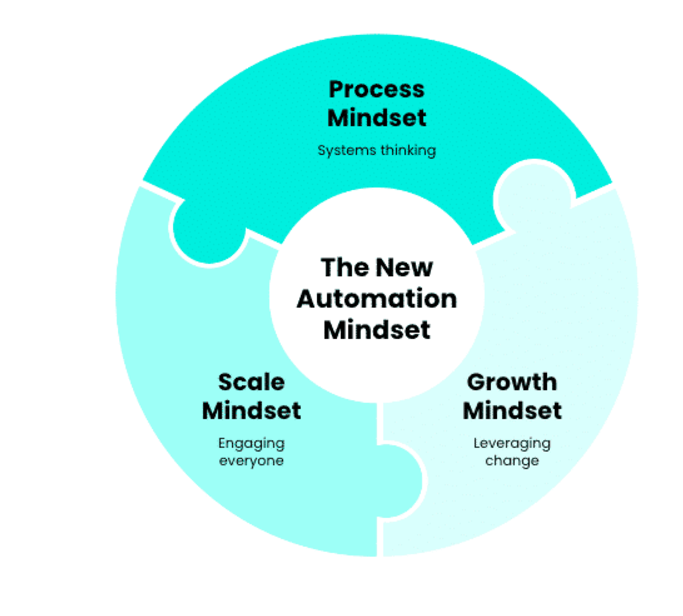 Process
Mindset
Systems thinking
The New
Automation
Mindset
Scale
Mindset
Engaging
everyone
Growth
Mindset
Leveraging
change